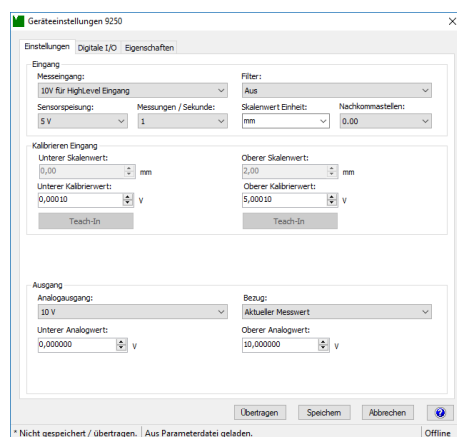 Geräteeinstellungen 9250
Einstellungen Digitale I/O Eigenschaften
Eingang
Messeingang: Filter:
10V für HighLevel Eingang Aus
Sensorspeisung: Messungen / Sekunde: Skalenwert Einheit: Nachkommastellen:
5 V 1 mm 0.00
Kalibrieren Eingang
Unterer Skalenwert: Oberer Skalenwert:
0,00 mm 2,00 mm
Unterer Kalibrierwert: Oberer Kalibrierwert:
0,00010 V 5,00010 V
Teach-In Teach-In
Ausgang
Analogausgang: Bezug:
10 V Aktueller Messwert
Unterer Analogwert: Oberer Analogwert:
0,000000 V 10,000000 V
Übertragen Speichern Abbrechen ?
* Nicht gespeichert / übertragen. Aus Parameterdatei geladen. Offline